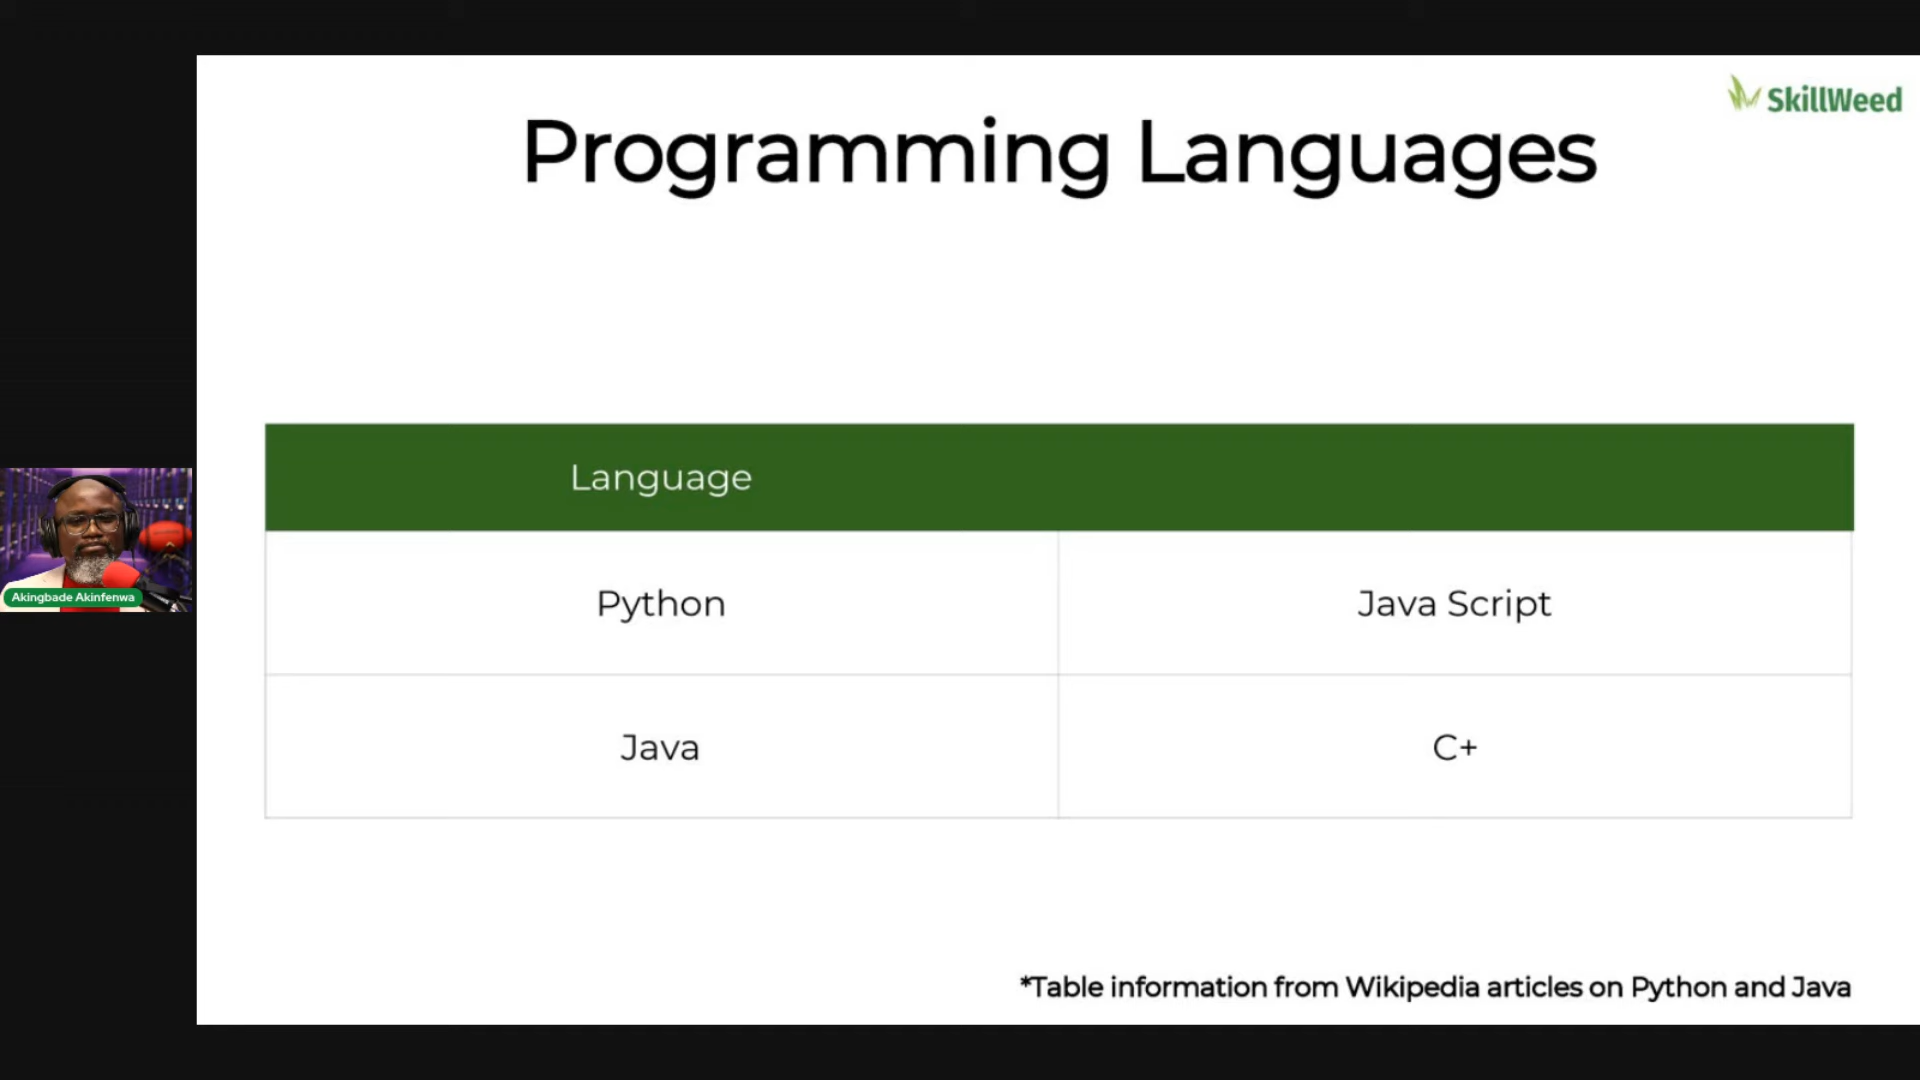 SkillWeed
Programming Languages
Language
Python
Java Script
Java
C+
Akingbade Akinfenwa
*Table information from Wikipedia articles on Python and Java